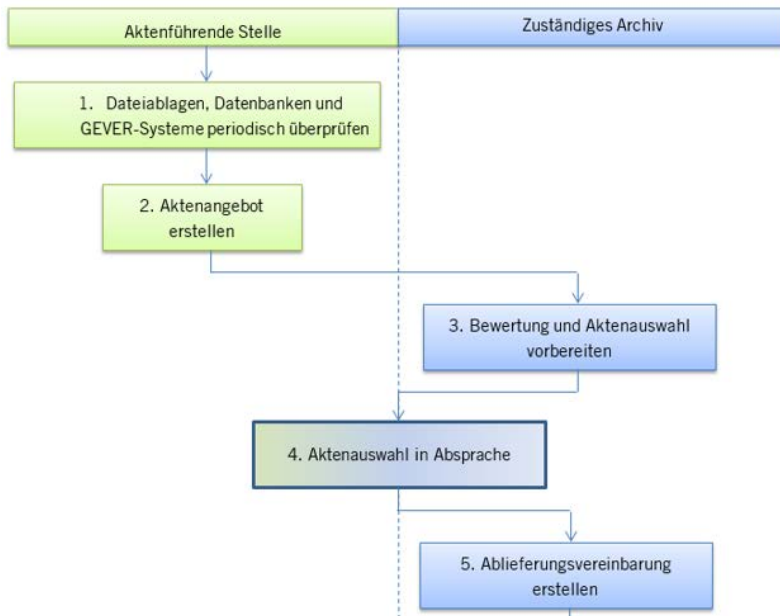 Aktenführende Stelle
Zuständiges Archiv
1. Dateiablagen, Datenbanken und
GEVER-Systeme periodisch überprüfen
2. Aktenangebot
erstellen
3. Bewertung und Aktenauswahl
vorbereiten
4. Aktenauswahl in Absprache
5. Ablieferungsvereinbarung
erstellen